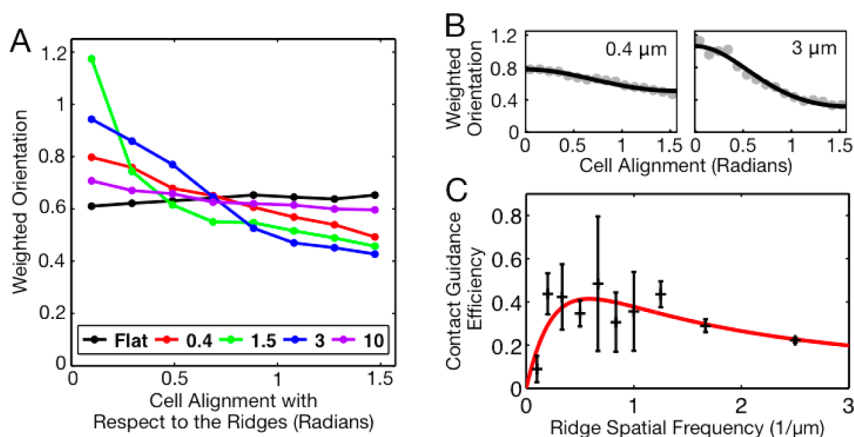 A
Weighted Orientation
1.2
1
0.8
0.6
0.4
0.2
0
Flat 0.4 1.5 3 10
0 0.5 1 1.5
Cell Alignment with
Respect to the Ridges (Radians)
B
Weighted
Orientation
1.2
0.8
0.4
0
0.4 µm
3 µm
0 0.5 1.0 1.5 0 0.5 1.0 1.5
Cell Alignment (Radians)
C
Contact Guidance
Efficiency
0.8
0.6
0.4
0.2
0
0 1 2 3
Ridge Spatial Frequency (1/µm)